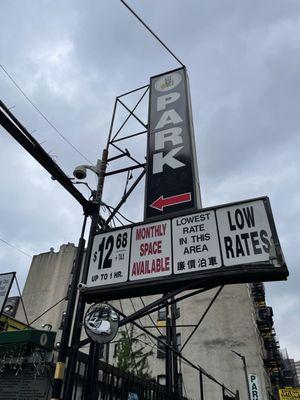 PARK
$12 68
+ TAX
UP TO 1 HR.
MONTHLY
SPACE
AVAILABLE
LOWEST
RATE
IN THIS
AREA
廉價泊車
LOW
RATES
PARK